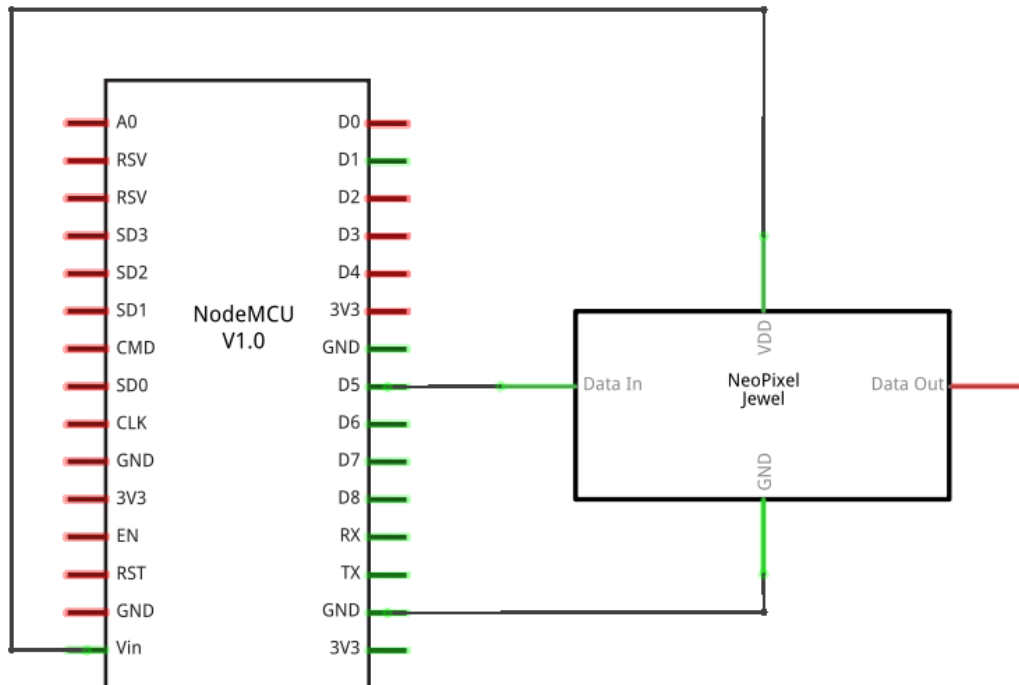 A0
RSV
RSV
SD3
SD2
SD1
CMD
SD0
CLK
GND
3V3
EN
RST
GND
Vin
NodeMCU
V1.0
D0
D1
D2
D3
D4
3V3
GND
D5
D6
D7
D8
RX
TX
GND
3V3
VDD
Data In
NeoPixel
Jewel
Data Out
GND